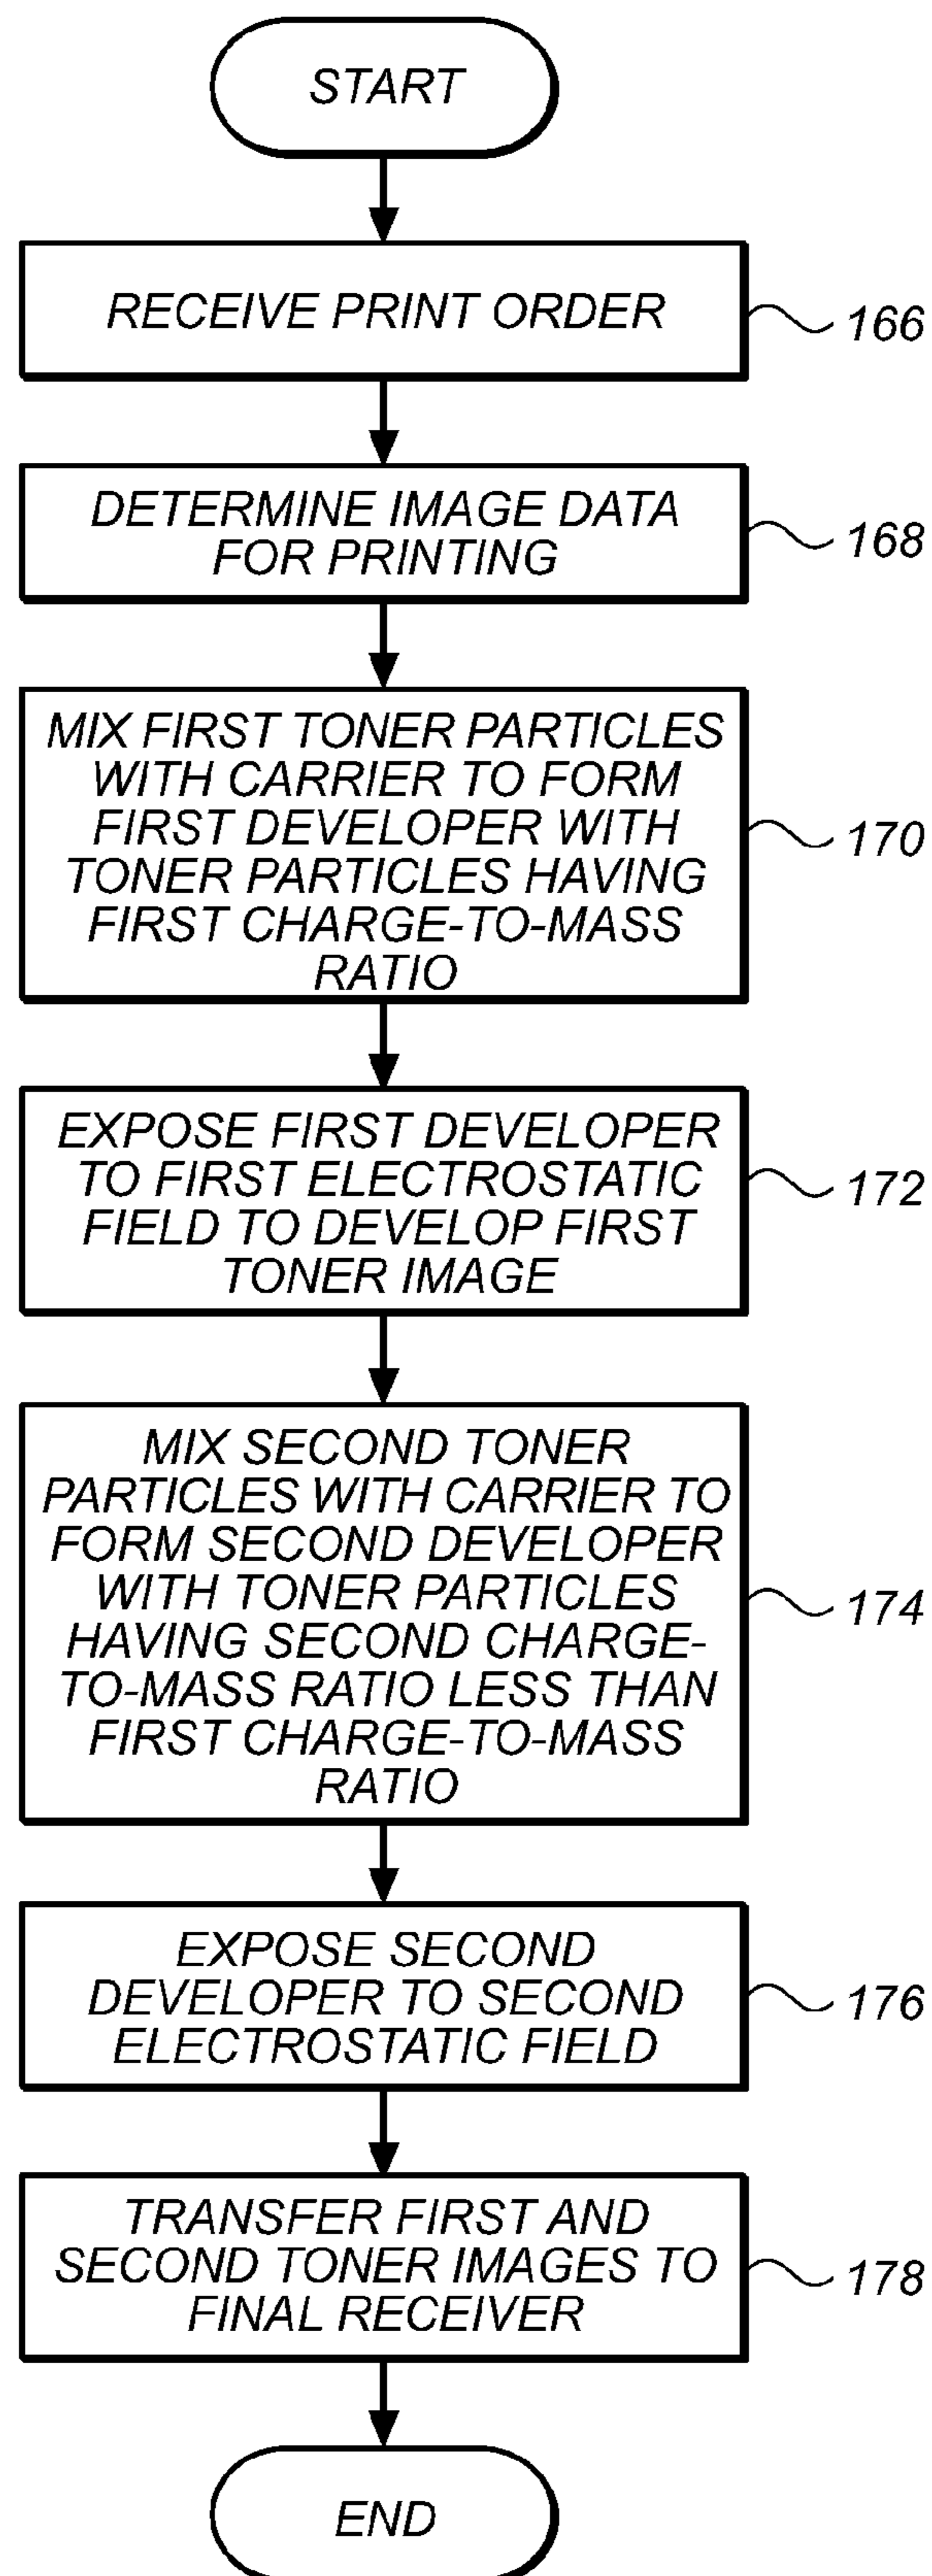 START
RECEIVE PRINT ORDER
166
DETERMINE IMAGE DATA
FOR PRINTING
168
MIX FIRST TONER PARTICLES
WITH CARRIER TO FORM
FIRST DEVELOPER WITH
TONER PARTICLES HAVING
FIRST CHARGE-TO-MASS
RATIO
170
EXPOSE FIRST DEVELOPER
TO FIRST ELECTROSTATIC
FIELD TO DEVELOP FIRST
TONER IMAGE
172
MIX SECOND TONER
PARTICLES WITH CARRIER TO
FORM SECOND DEVELOPER
WITH TONER PARTICLES
HAVING SECOND CHARGE-
TO-MASS RATIO LESS THAN
FIRST CHARGE-TO-MASS
RATIO
174
EXPOSE SECOND
DEVELOPER TO SECOND
ELECTROSTATIC FIELD
176
TRANSFER FIRST AND
SECOND TONER IMAGES TO
FINAL RECEIVER
178
END